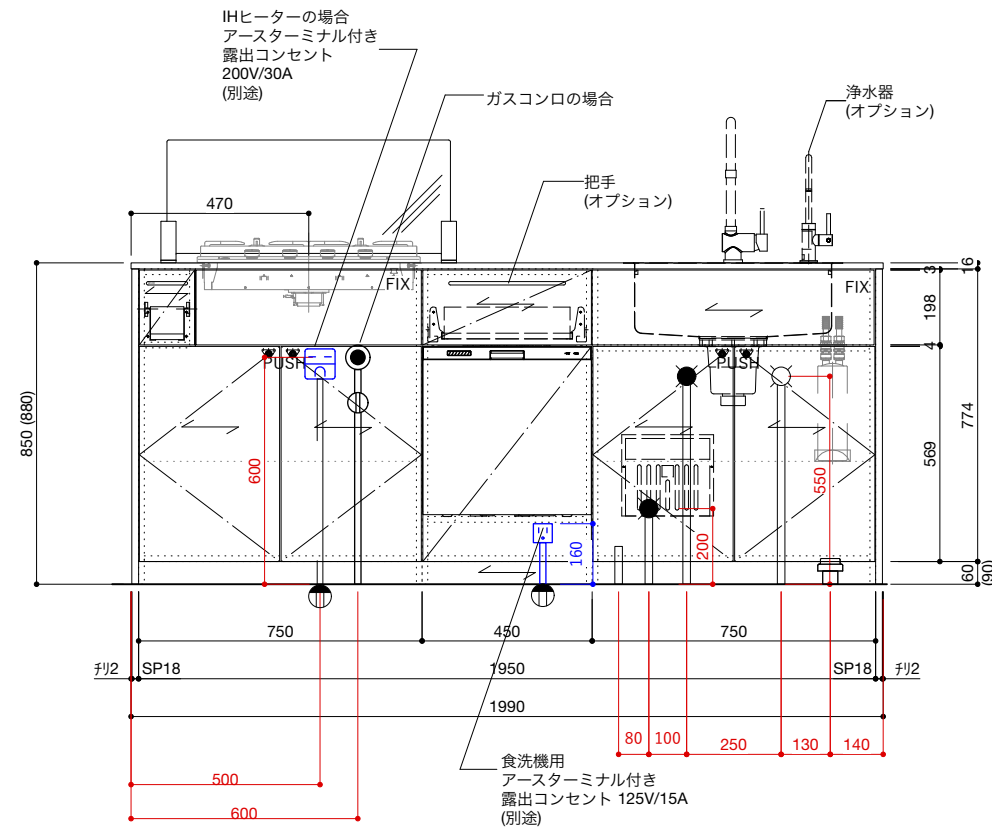 IHヒーターの場合
アースターミナル付き
露出コンセント
200V/30A
(別途)
ガスコンロの場合
浄水器
(オプション)
把手
(オプション)
470
FIX
FIX
16
3
198
4
PUSH
PUSH
850 (880)
774
569
600
550
200
160
60
(90)
750
450
750
チリ2
SP18
1950
SP18
チリ2
1990
80
100
250
130
140
500
600
食洗機用
アースターミナル付き
露出コンセント 125V/15A
(別途)